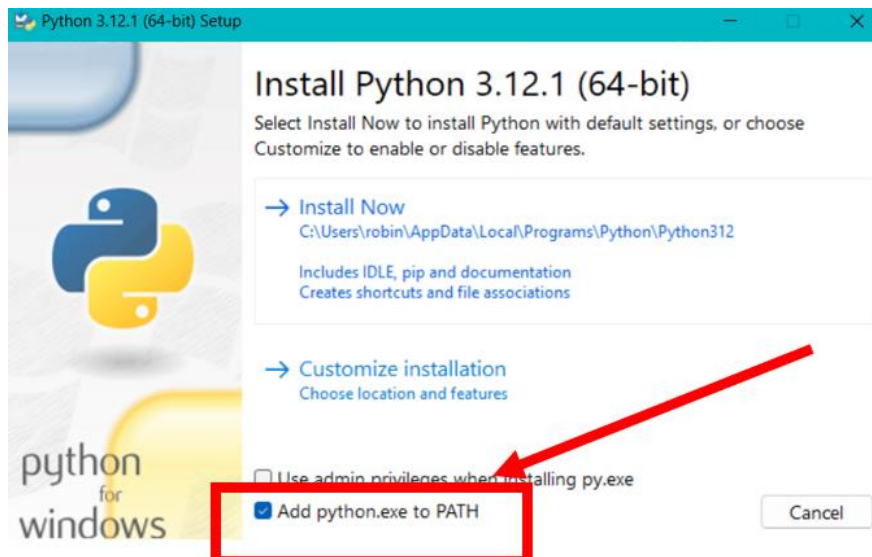 Python 3.12.1 (64-bit) Setup
Install Python 3.12.1 (64-bit)
Select Install Now to install Python with default settings, or choose
Customize to enable or disable features.
Install Now
C:\Users\robin\AppData\Local\Programs\Python\Python312
Includes IDLE, pip and documentation
Creates shortcuts and file associations
Customize installation
Choose location and features
Use admin privileges when installing py.exe
Add python.exe to PATH
Cancel
python
for
windows